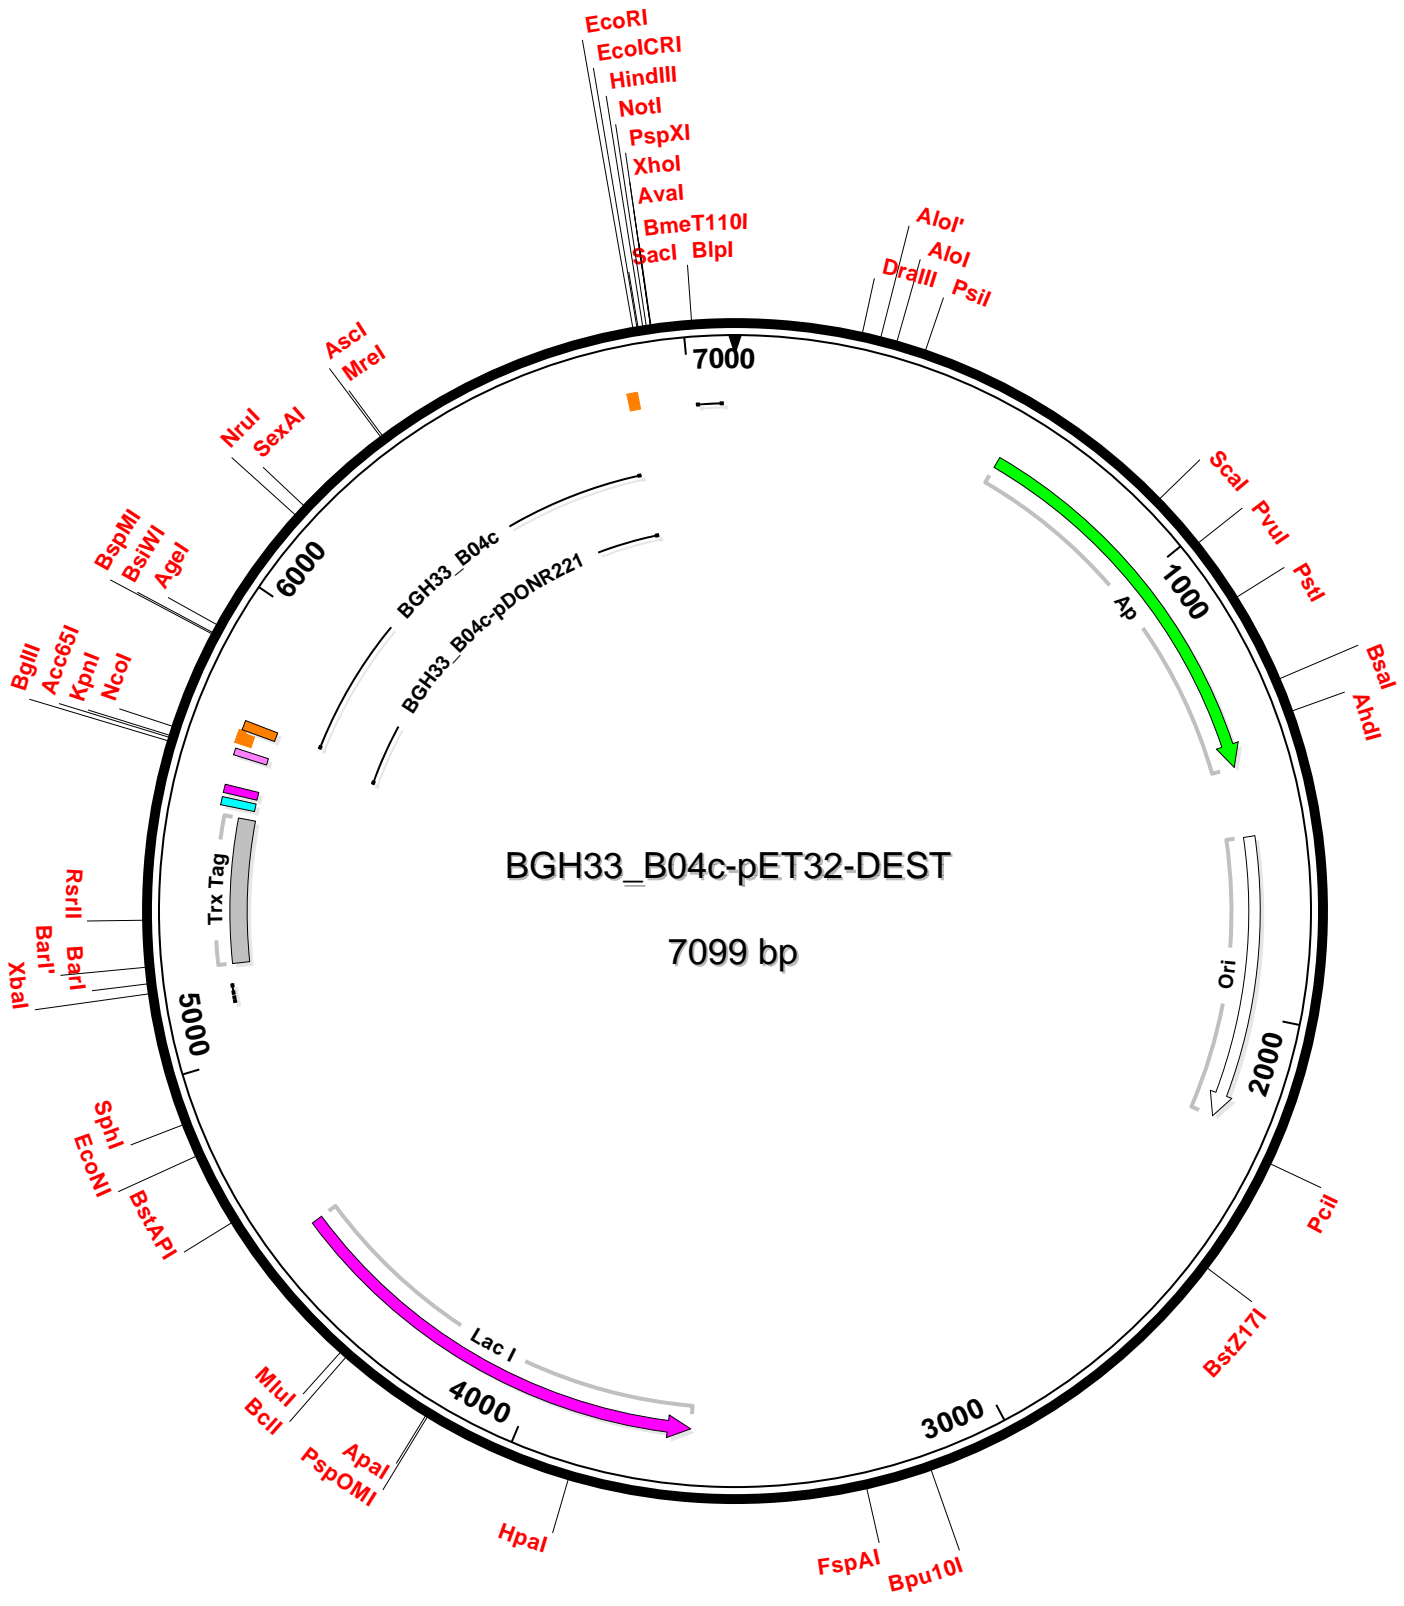 EcoRI
EcoICRI
HindIII
NotI
PspXI
XhoI
AvaI
BmeT110I
SacI
BlpI
AloI'
AloI
DraIII
PsiI
7000
AscI
MreI
NruI
SexAI
ScaI
PvuI
PstI
1000
Ap
BspMI
BsiWI
AgeI
6000
BGH33_B04c
BGH33_B04c-pDONR221
BsaI
AhdI
BglII
Acc65I
KpnI
NcoI
Trx Tag
BGH33_B04c-pET32-DEST
7099 bp
RsrII
BarI'
BarI
XbaI
5000
Ori
2000
SphI
EcoNI
BstAPI
PciI
BstZ17I
Lac I
4000
3000
MluI
BclI
ApaI
PspOMI
HpaI
FspAI
Bpu10I